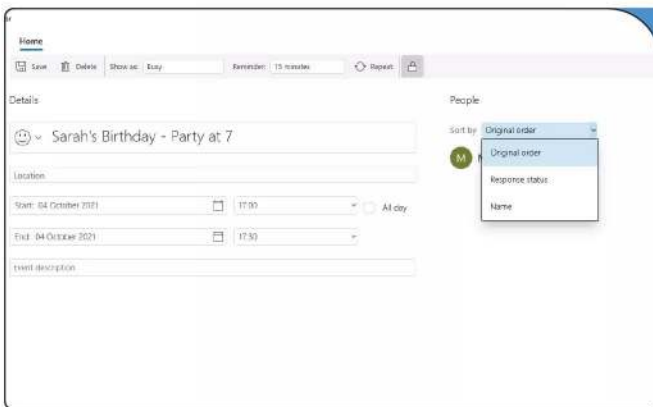 Home
Save Delete Show as: Busy Reminder: 15 minutes Repeat
Details
People
Sarah's Birthday - Party at 7
Sort by Original order
M
Original order
Location
Response status
Start: 04 October 2021 17:00 All day
Name
End: 04 October 2021 17:30
Event description